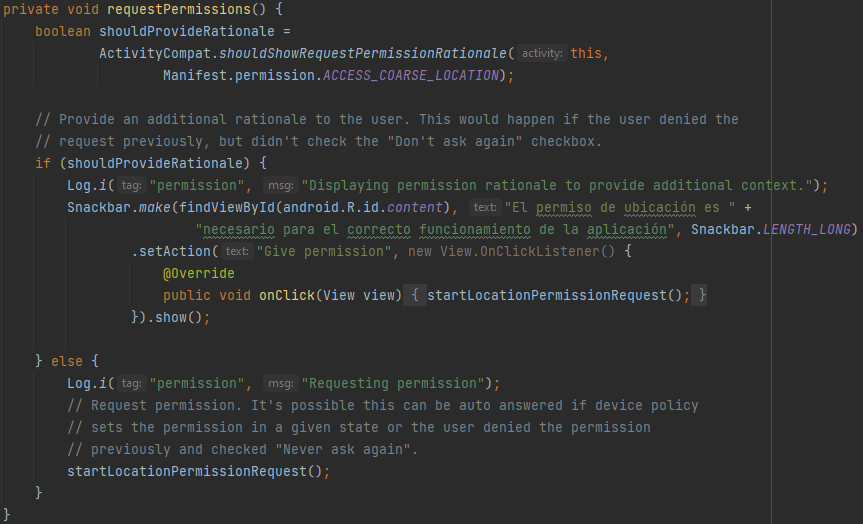 private void requestPermissions() {
    boolean shouldProvideRationale =
            ActivityCompat.shouldShowRequestPermissionRationale( activity: this,
                    Manifest.permission.ACCESS_COARSE_LOCATION);

    // Provide an additional rationale to the user. This would happen if the user denied the
    // request previously, but didn't check the "Don't ask again" checkbox.
    if (shouldProvideRationale) {
        Log.i( tag: "permission", msg: "Displaying permission rationale to provide additional context.");
        Snackbar.make(findViewById(android.R.id.content), text: "El permiso de ubicación es " +
                        "necesario para el correcto funcionamiento de la aplicación", Snackbar.LENGTH_LONG)
                .setAction( text: "Give permission", new View.OnClickListener() {
                    @Override
                    public void onClick(View view) { startLocationPermissionRequest(); }
                }).show();

    } else {
        Log.i( tag: "permission", msg: "Requesting permission");
        // Request permission. It's possible this can be auto answered if device policy
        // sets the permission in a given state or the user denied the permission
        // previously and checked "Never ask again".
        startLocationPermissionRequest();
    }
}